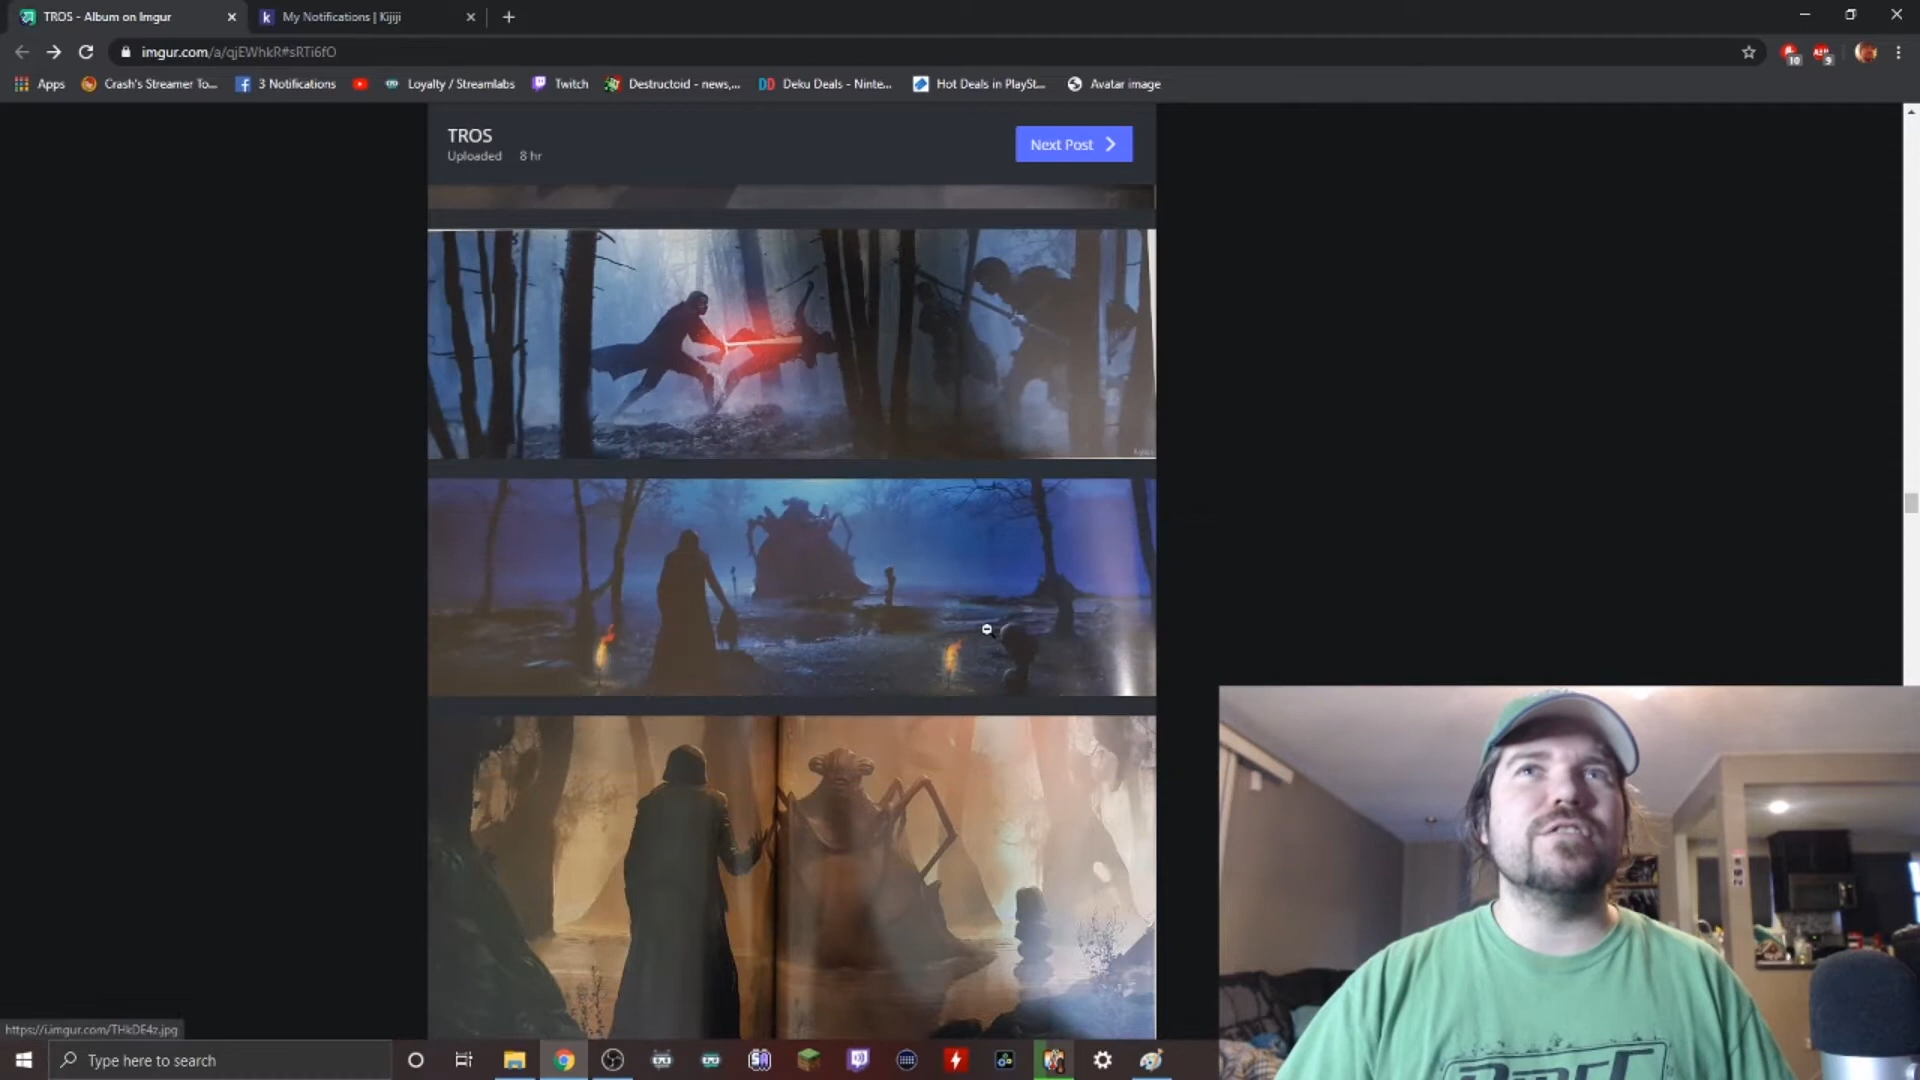 TROS - Album on Imgur
My Notifications | Kijiji
imgur.com/a/qjEWhkR#sRTi6fO
10
9
Apps
Crash's Streamer To...
3 Notifications
Loyalty / Streamlabs
Twitch
Destructoid - news,...
Deku Deals - Ninte...
Hot Deals in PlaySt...
Avatar image
TROS
Uploaded 8 hr
Next Post
https://i.imgur.com/THkDE4z.jpg
Type here to search